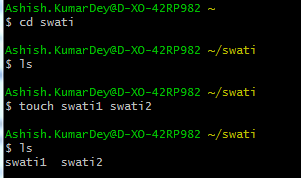 Ashish.KumarDey@D-XO-42RP982 ~
$ cd swati
Ashish.KumarDey@D-XO-42RP982 ~/swati
$ ls
Ashish.KumarDey@D-XO-42RP982 ~/swati
$ touch swati1 swati2
Ashish.KumarDey@D-XO-42RP982 ~/swati
$ ls
swati1  swati2